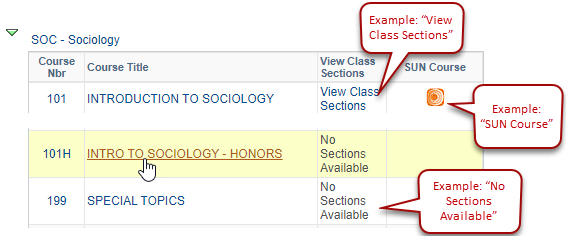 Example: “View
Class Sections”
SOC - Sociology
Course
Nbr
Course Title
View Class
Sections
SUN Course
101
INTRODUCTION TO SOCIOLOGY
View Class
Sections
Example:
“SUN Course”
101H
INTRO TO SOCIOLOGY - HONORS
No
Sections
Available
199
SPECIAL TOPICS
No
Sections
Available
Example: “No
Sections
Available”